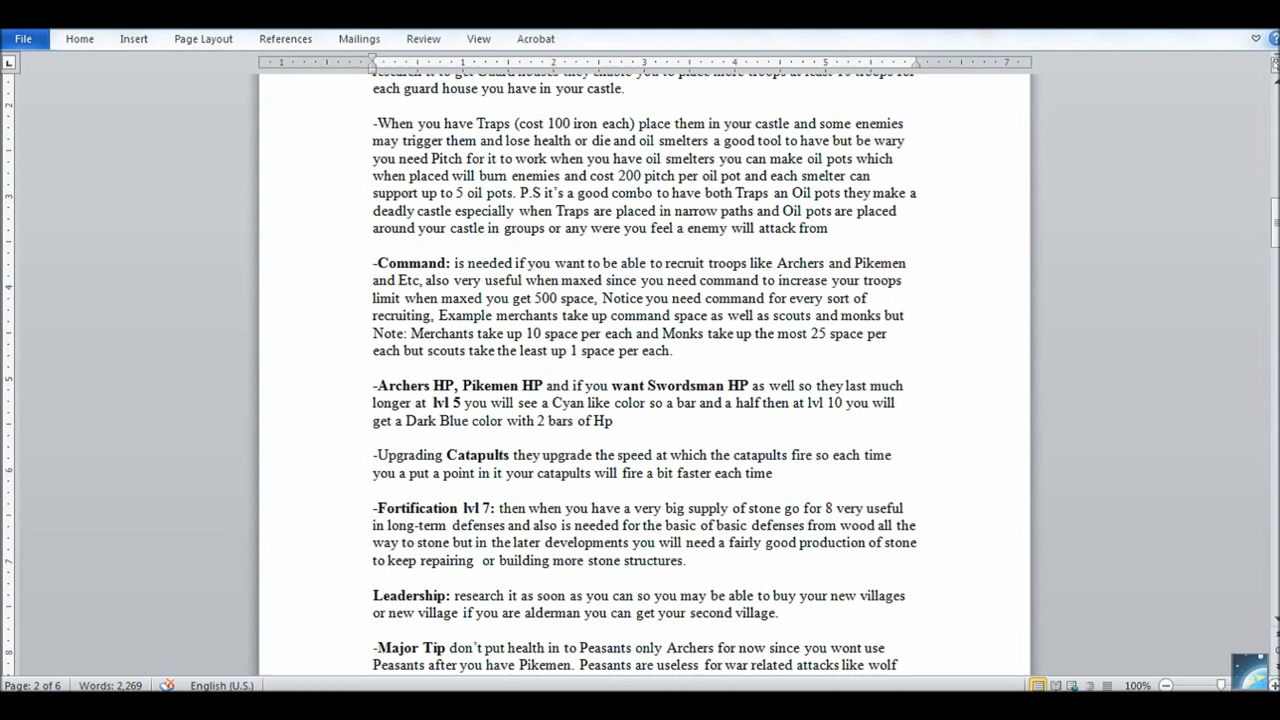 File Home Insert Page Layout References Mailings Review View Acrobat
1 1 2 3 4 5 7
each guard house you have in your castle.
-When you have Traps (cost 100 iron each) place them in your castle and some enemies
may trigger them and lose health or die and oil smelters a good tool to have but be wary
you need Pitch for it to work when you have oil smelters you can make oil pots which
when placed will burn enemies and cost 200 pitch per oil pot and each smelter can
support up to 5 oil pots. P.S it's a good combo to have both Traps an Oil pots they make a
deadly castle especially when Traps are placed in narrow paths and Oil pots are placed
around your castle in groups or any were you feel a enemy will attack from
-Command: is needed if you want to be able to recruit troops like Archers and Pikemen
and Etc, also very useful when maxed since you need command to increase your troops
limit when maxed you get 500 space, Notice you need command for every sort of
recruiting, Example merchants take up command space as well as scouts and monks but
Note: Merchants take up 10 space per each and Monks take up the most 25 space per
each but scouts take the least up 1 space per each.
-Archers HP, Pikemen HP and if you want Swordsman HP as well so they last much
longer at lvl 5 you will see a Cyan like color so a bar and a half then at lvl 10 you will
get a Dark Blue color with 2 bars of Hp
-Upgrading Catapults they upgrade the speed at which the catapults fire so each time
you a put a point in it your catapults will fire a bit faster each time
-Fortification lvl 7: then when you have a very big supply of stone go for 8 very useful
in long-term defenses and also is needed for the basic of basic defenses from wood all the
way to stone but in the later developments you will need a fairly good production of stone
to keep repairing or building more stone structures.
Leadership: research it as soon as you can so you may be able to buy your new villages
or new village if you are alderman you can get your second village.
-Major Tip don't put health in to Peasants only Archers for now since you wont use
Peasants after you have Pikemen. Peasants are useless for war related attacks like wolf
Page: 2 of 6 Words: 2,269 English (U.S.) 100%